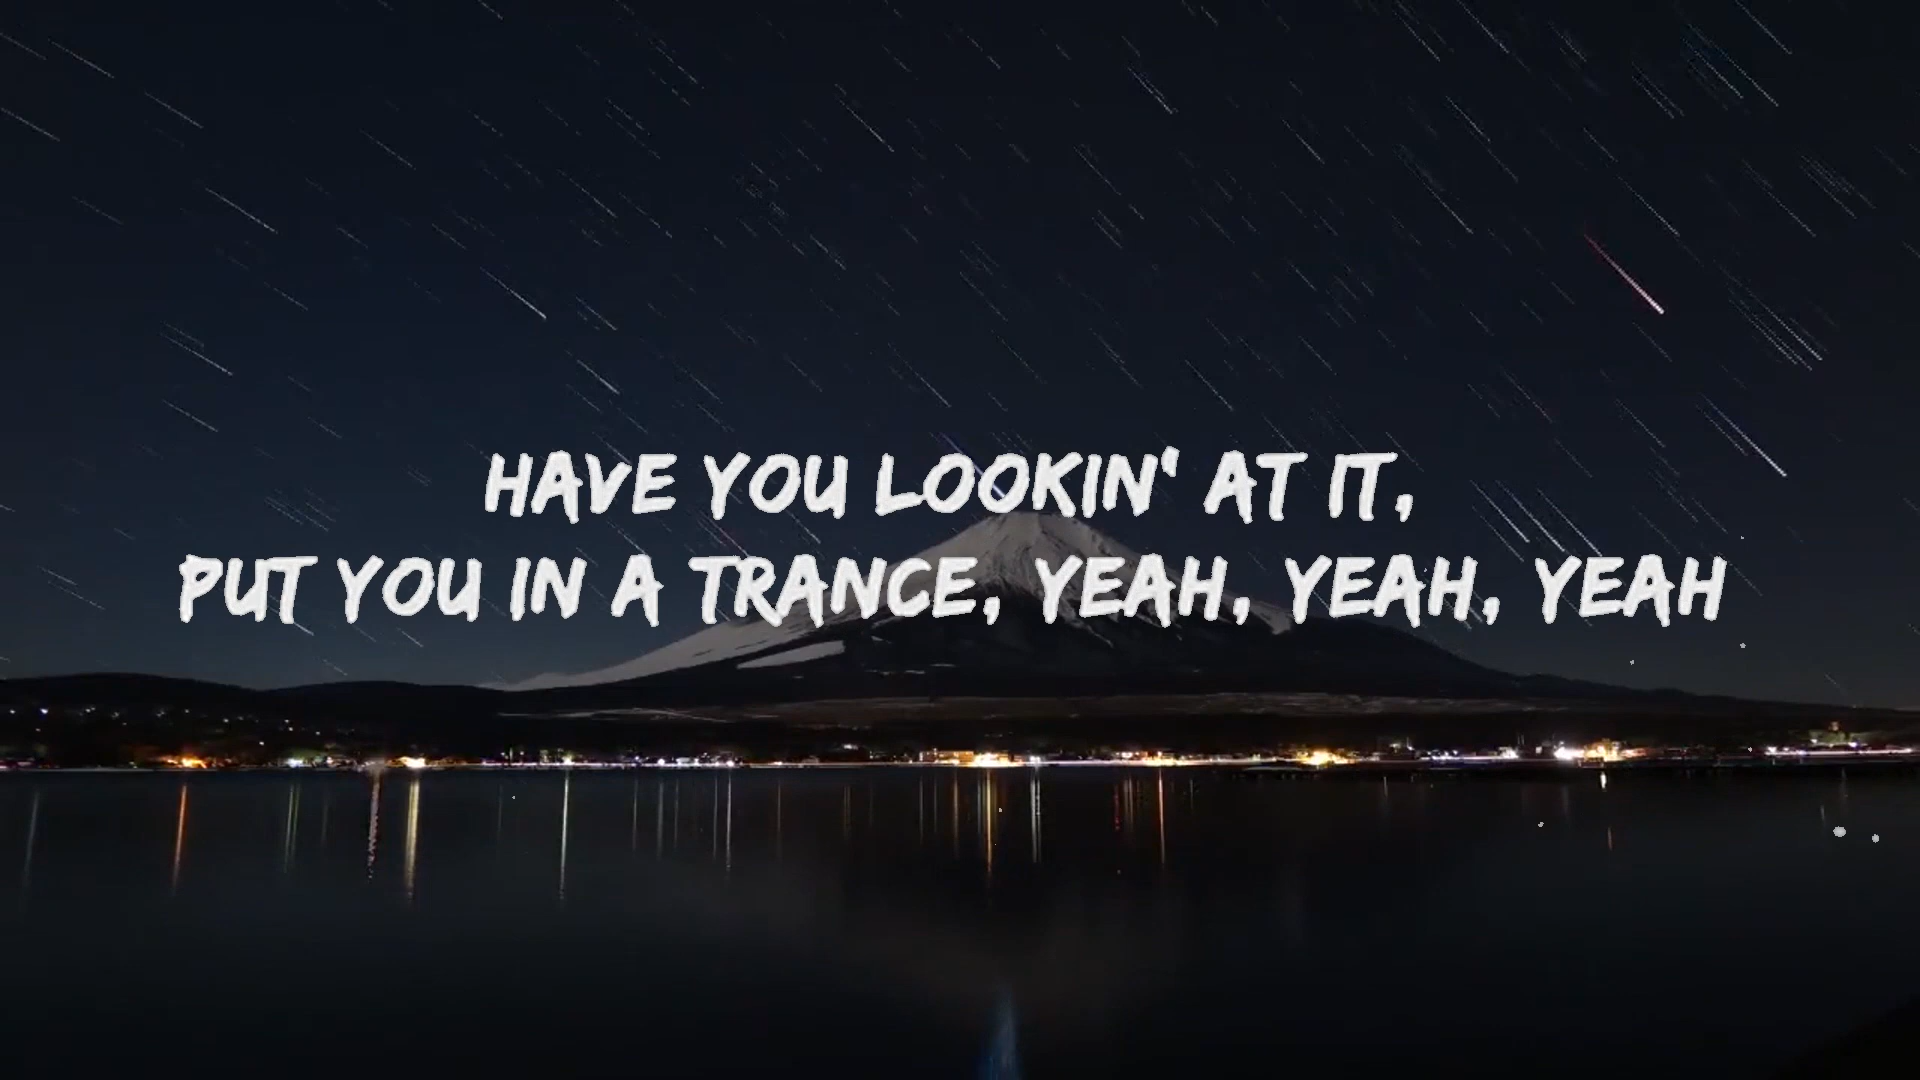 HAVE YOU LOOKIN' AT IT,
PUT YOU IN A TRANCE, YEAH, YEAH, YEAH